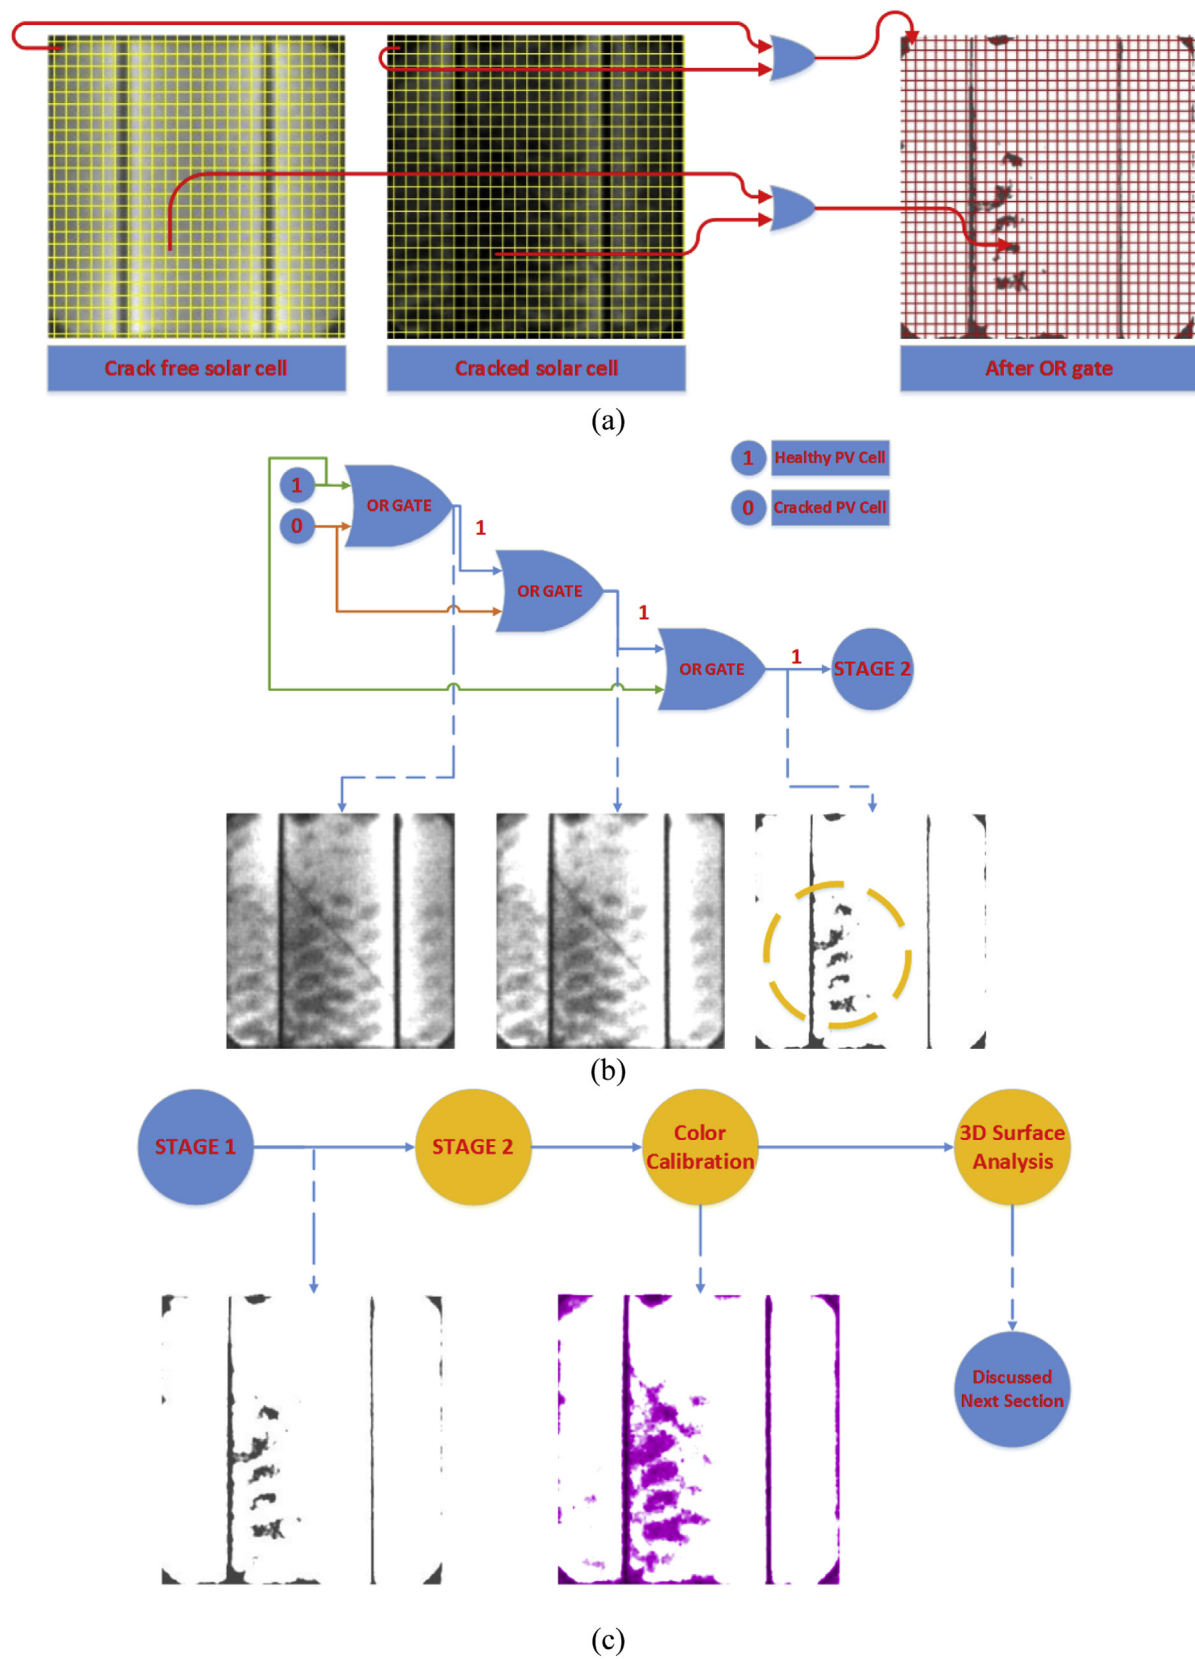 Crack free solar cell
Cracked solar cell
After OR gate
(a)
1
Healthy PV Cell
0
Cracked PV Cell
1
0
OR GATE
1
OR GATE
1
OR GATE
1
STAGE 2
(b)
STAGE 1
STAGE 2
Color
Calibration
3D Surface
Analysis
Discussed
Next Section
(c)